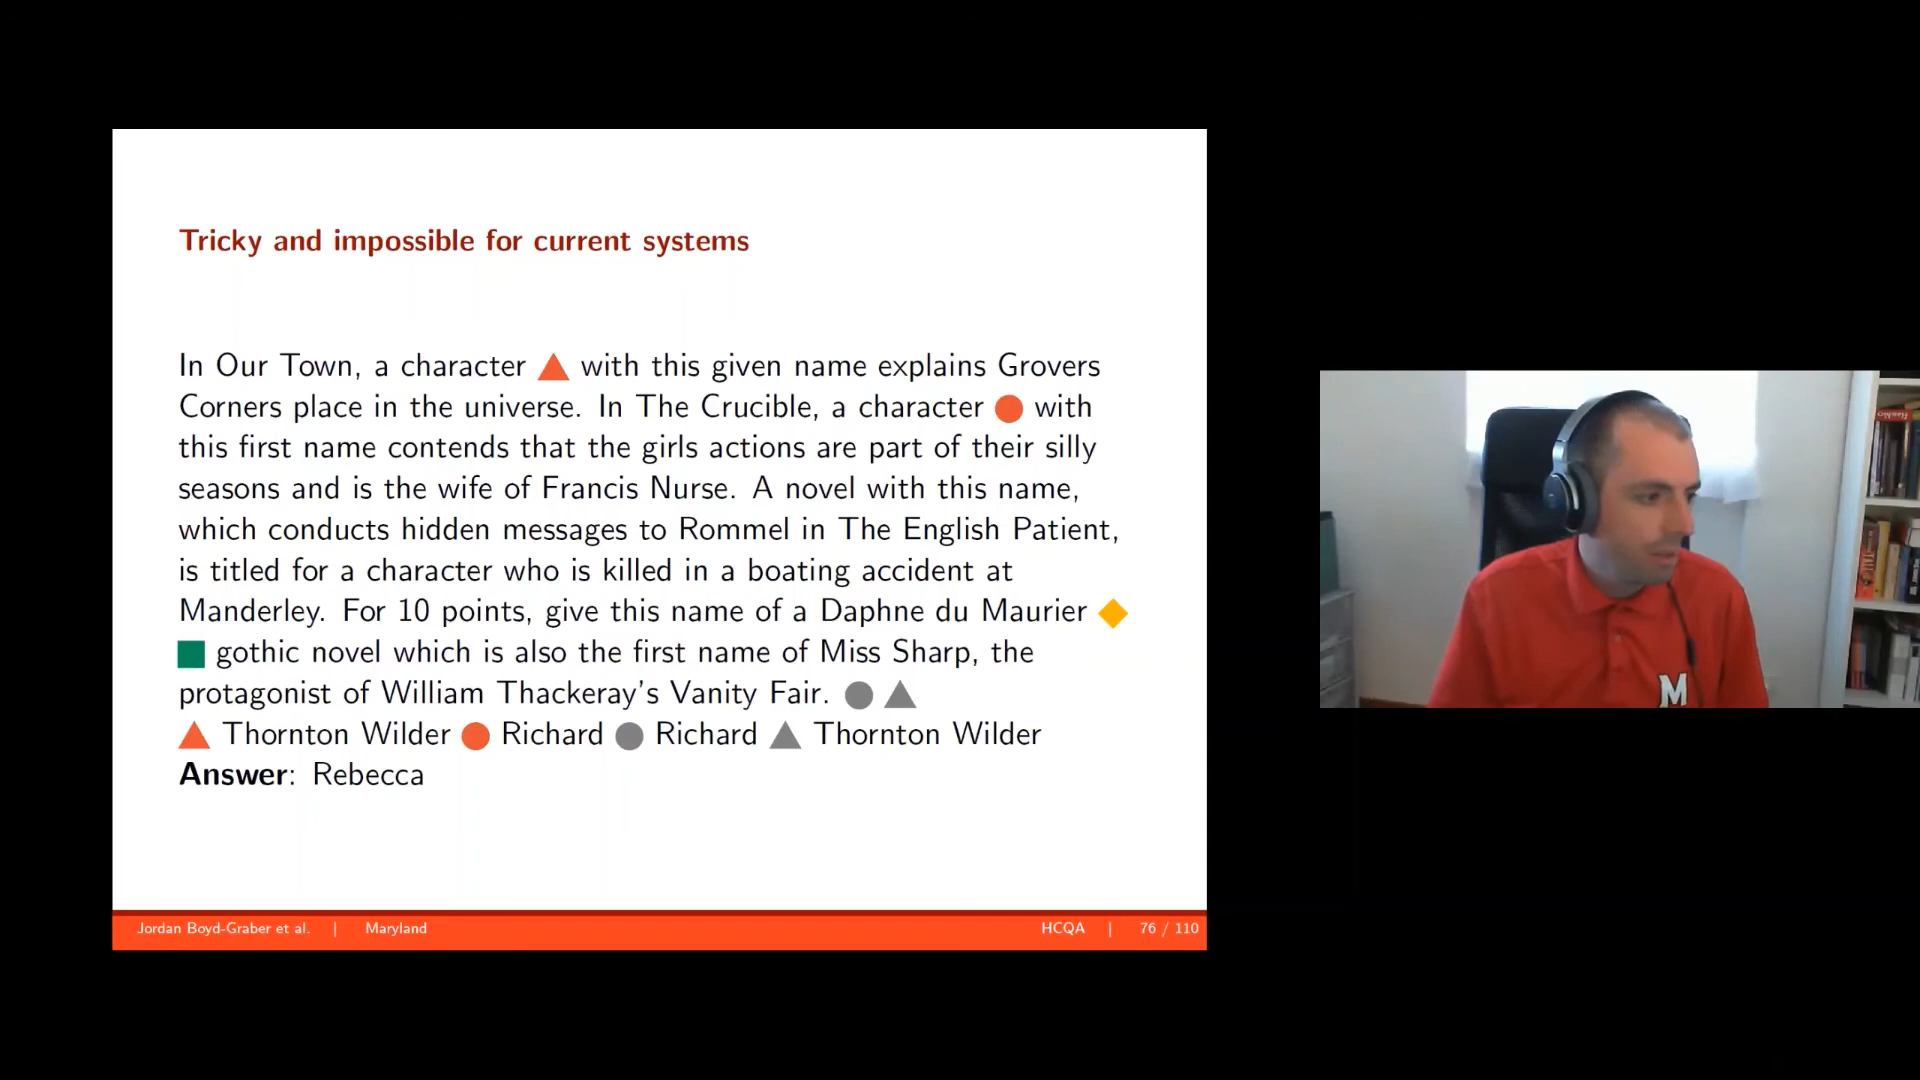 Tricky and impossible for current systems
In Our Town, a character with this given name explains Grovers
Corners place in the universe. In The Crucible, a character with
this first name contends that the girls actions are part of their silly
seasons and is the wife of Francis Nurse. A novel with this name,
which conducts hidden messages to Rommel in The English Patient,
is titled for a character who is killed in a boating accident at
Manderley. For 10 points, give this name of a Daphne du Maurier
gothic novel which is also the first name of Miss Sharp, the
protagonist of William Thackeray's Vanity Fair.
Thornton Wilder Richard Richard Thornton Wilder
Answer: Rebecca
Jordan Boyd-Graber et al. | Maryland HCQA | 76 / 110
M